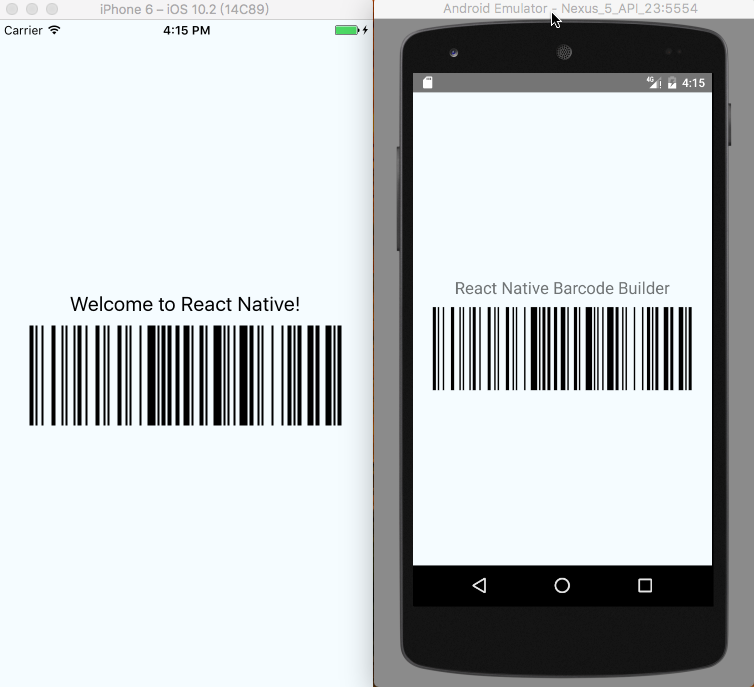 iPhone 6 – iOS 10.2 (14C89)
Carrier
4:15 PM
Welcome to React Native!
Android Emulator - Nexus_5_API_23:5554
4G
4:15
React Native Barcode Builder